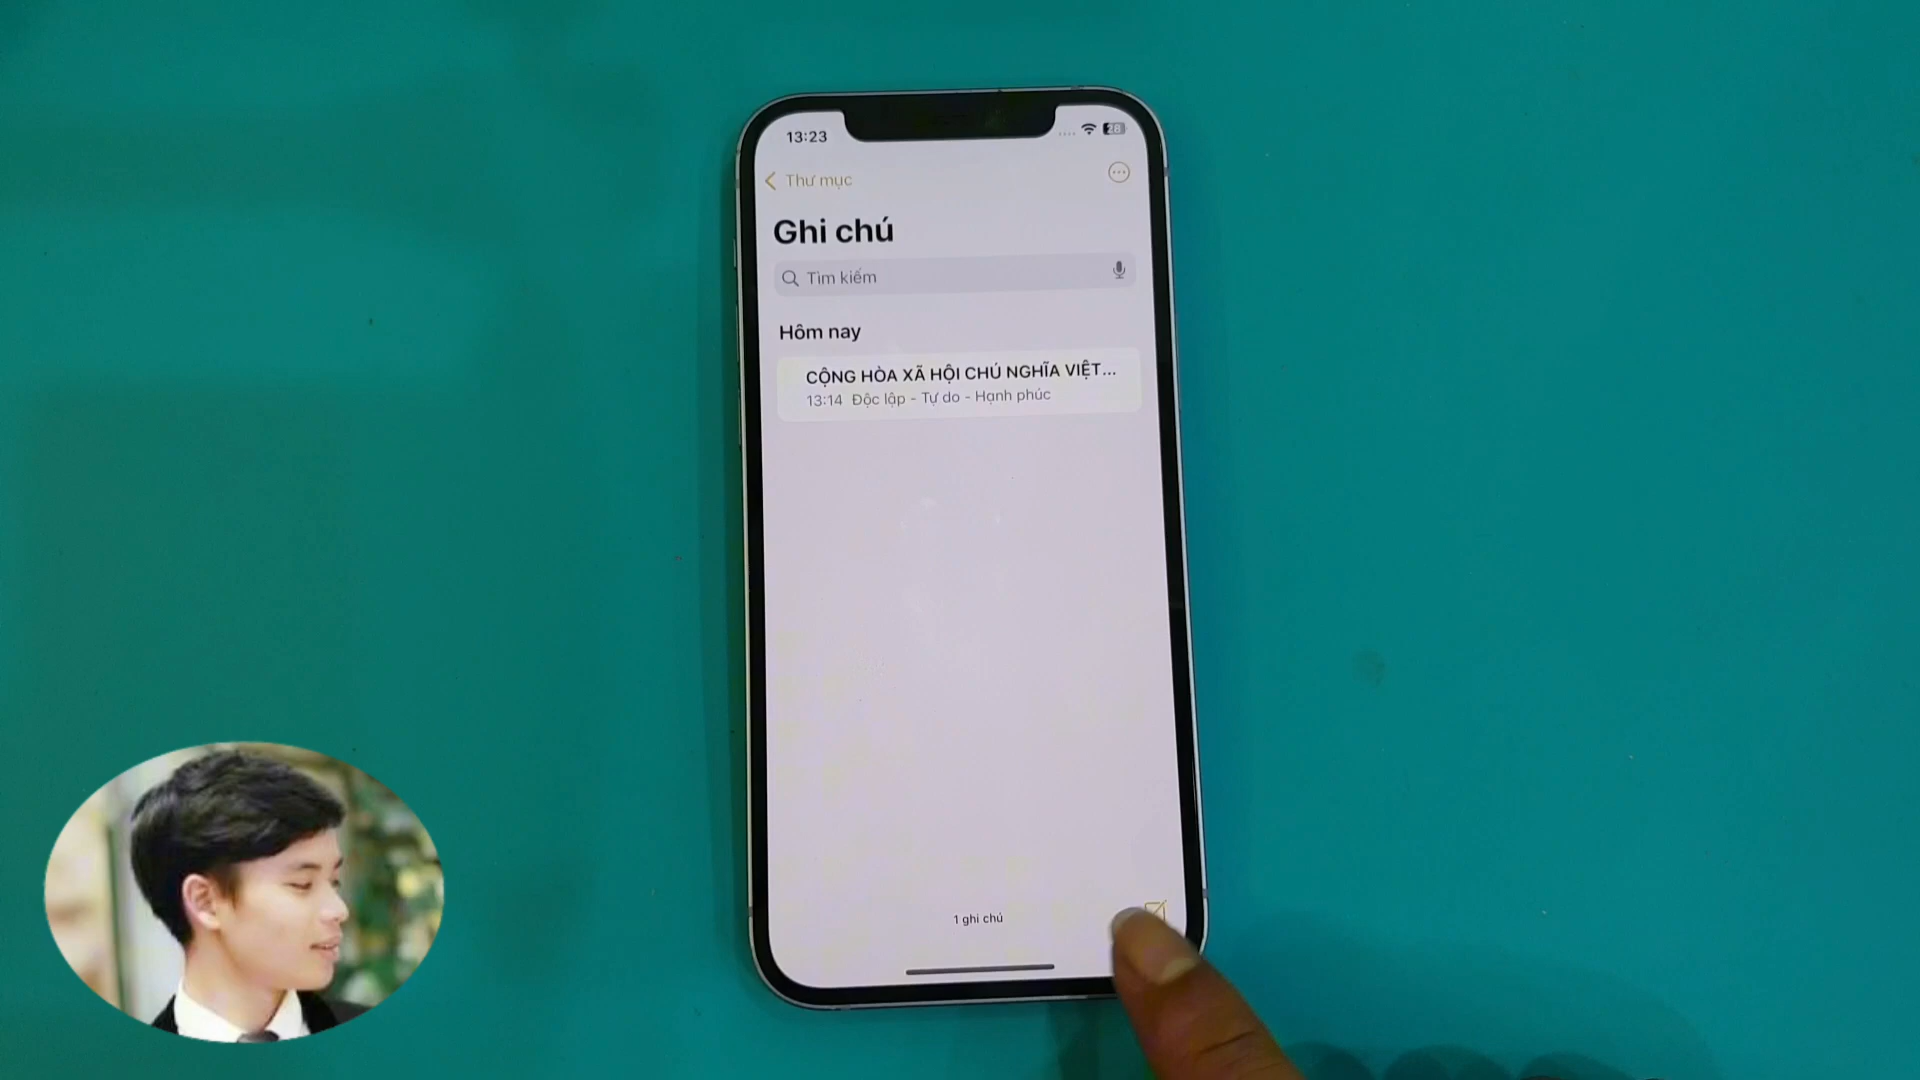 13:23
28
Thư mục
Ghi chú
Tìm kiếm
Hôm nay
CỘNG HÒA XÃ HỘI CHỦ NGHĨA VIỆT...
13:14 Độc lập - Tự do - Hạnh phúc
1 ghi chú